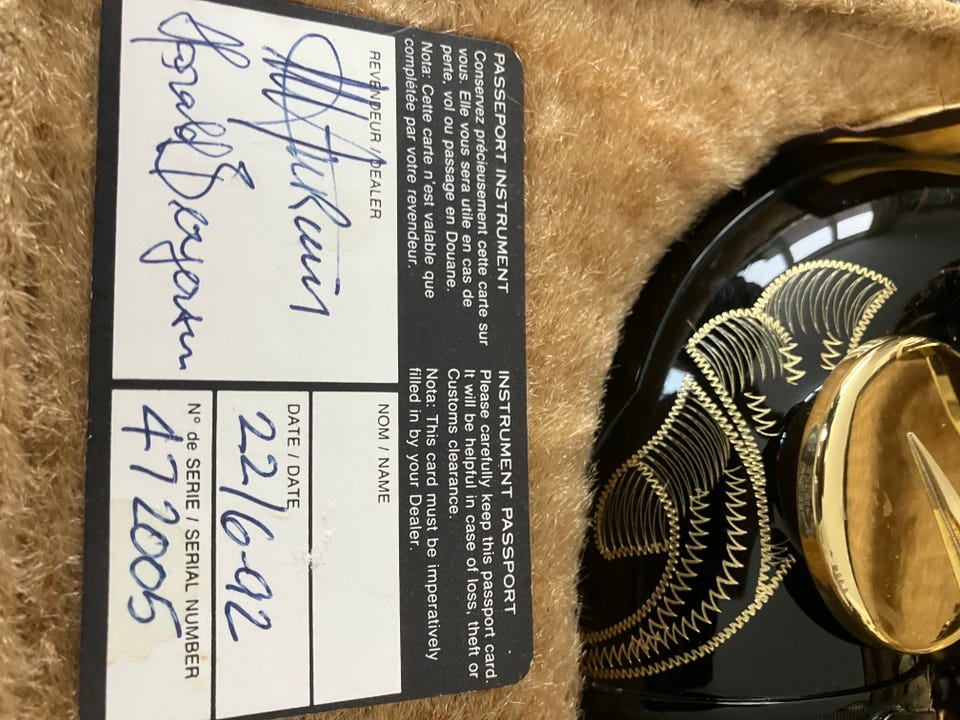 PASSEPORT INSTRUMENT
Conservez précieusement cette carte sur
vous. Elle vous sera utile en cas de
perte, vol ou passage en Douane.
Nota: Cette carte n'est valable que
complétée par votre revendeur.
INSTRUMENT PASSPORT
Please carefully keep this passport card.
It will be helpful in case of loss, theft or
Customs clearance.
Nota: This card must be imperatively
filled in by your Dealer.
REVENDEUR / DEALER
NOM / NAME
DATE / DATE
22/6-92
N° de SERIE / SERIAL NUMBER
472005